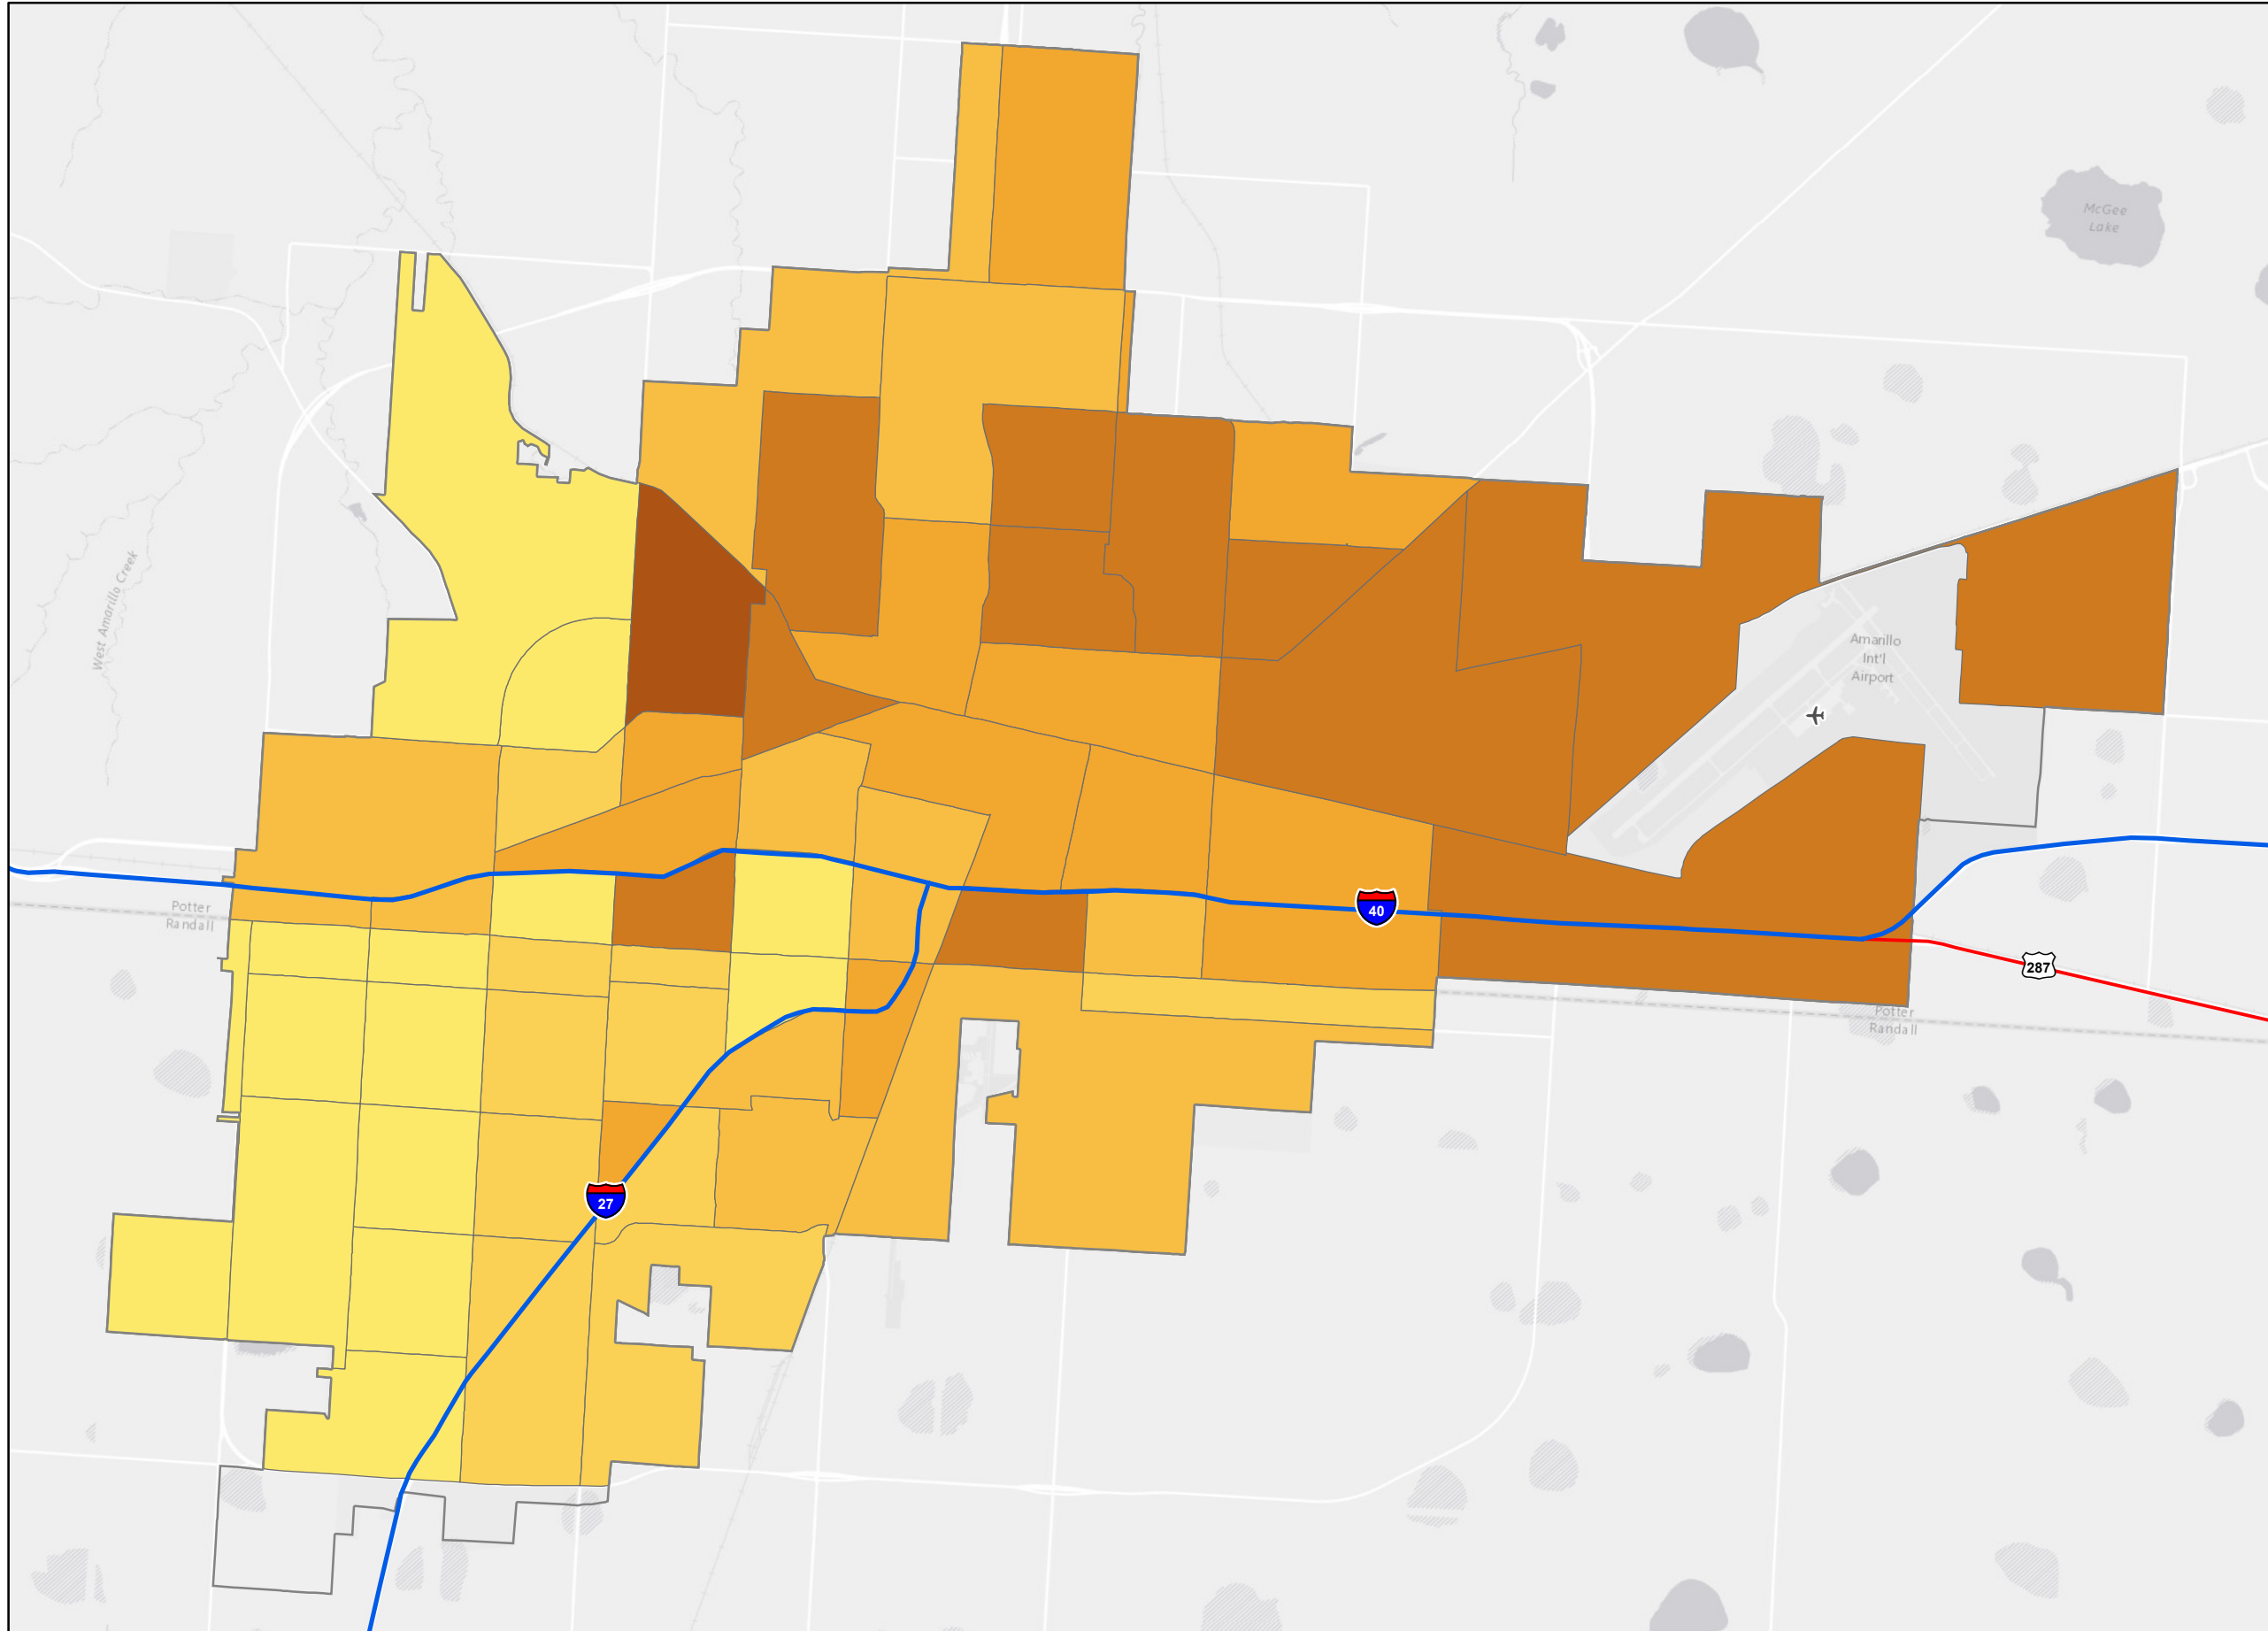 McGee
Lake
West Amarillo Creek
Amarillo
Int'l
Airport
Potter
Randall
40
287
Potter
Randall
27